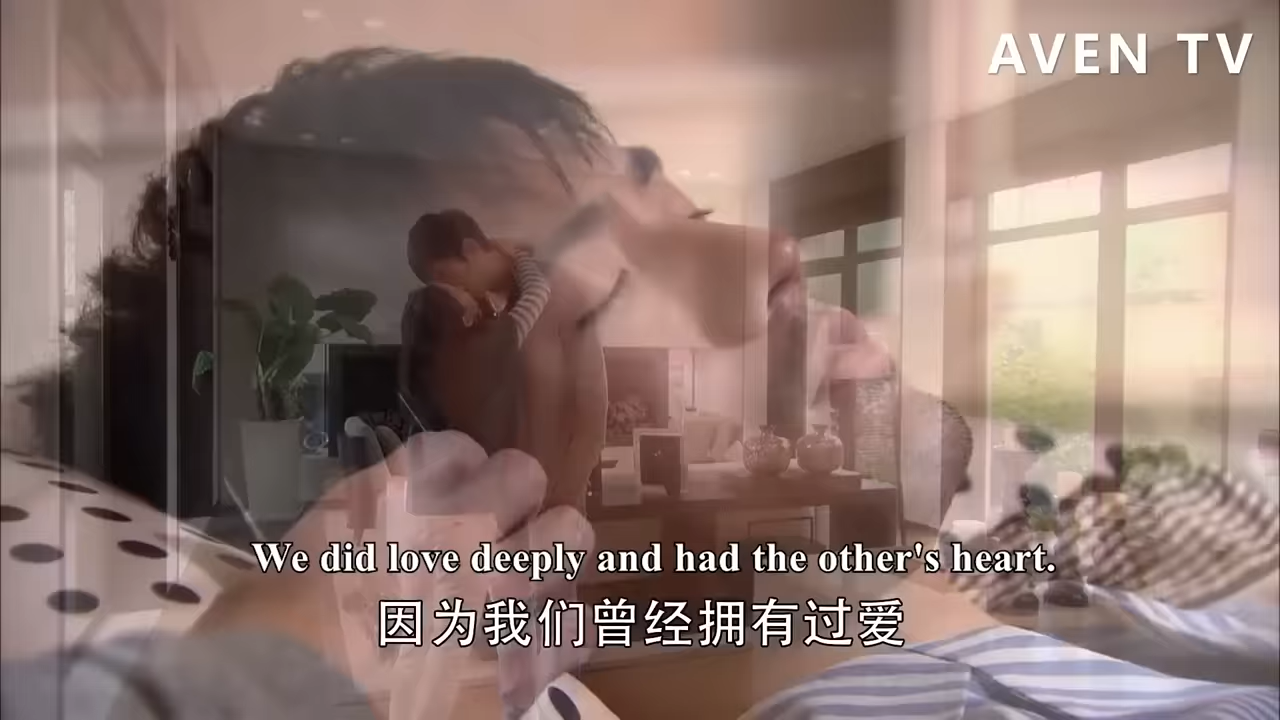 AVEN TV
We did love deeply and had the other's heart.
因为我们曾经拥有过爱